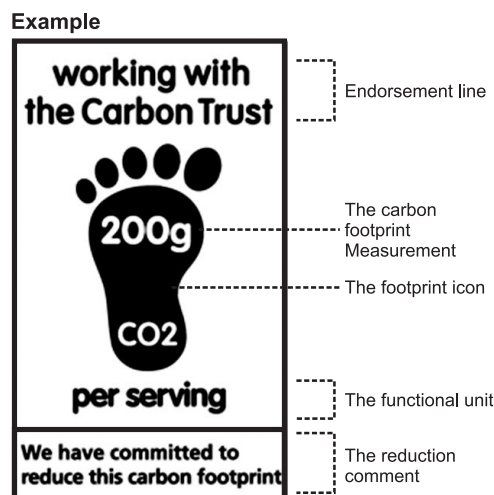 Example
working with
the Carbon Trust
Endorsement line
200g
The carbon
footprint
Measurement
The footprint icon
CO2
per serving
The functional unit
We have committed to
reduce this carbon footprint
The reduction
comment